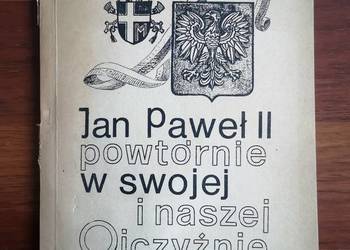 Jan Paweł II
powtórnie
w swojej
i naszej
Ojczyźnie